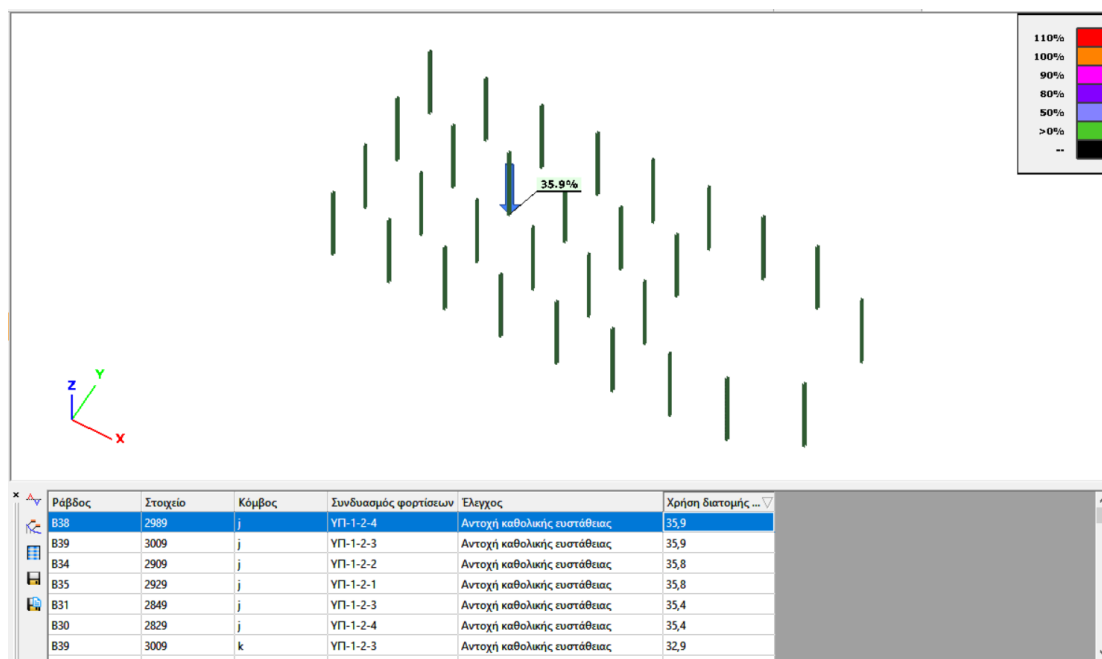 110%
100%
90%
80%
50%
>0%
--
35.9%
Z
Y
X
Ράβδος Στοιχείο Κόμβος Συνδυασμός φορτίσεων Έλεγχος Χρήση διατομής ...
B38 2989 j ΥΠ-1-2-4 Αντοχή καθολικής ευστάθειας 35,9
B39 3009 j ΥΠ-1-2-3 Αντοχή καθολικής ευστάθειας 35,9
B34 2909 j ΥΠ-1-2-2 Αντοχή καθολικής ευστάθειας 35,8
B35 2929 j ΥΠ-1-2-1 Αντοχή καθολικής ευστάθειας 35,8
B31 2849 j ΥΠ-1-2-3 Αντοχή καθολικής ευστάθειας 35,4
B30 2829 j ΥΠ-1-2-4 Αντοχή καθολικής ευστάθειας 35,4
B39 3009 k ΥΠ-1-2-3 Αντοχή καθολικής ευστάθειας 32,9